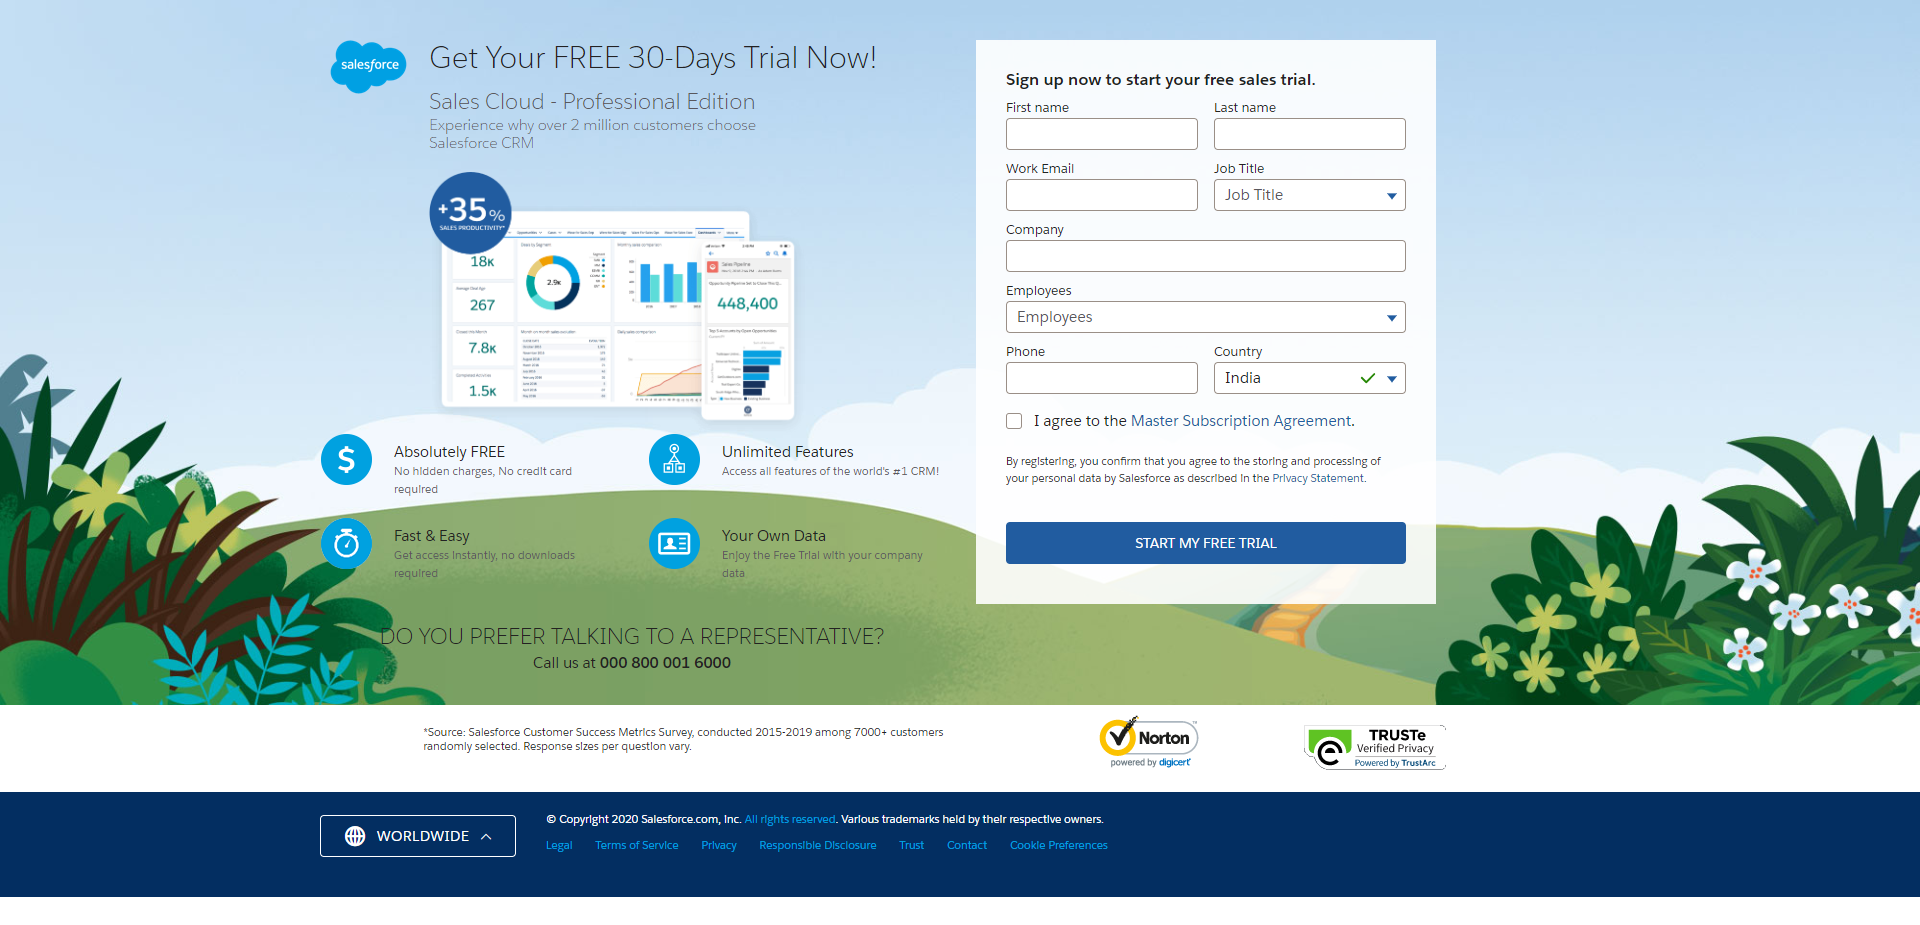 salesforce
Get Your FREE 30-Days Trial Now!
Sales Cloud - Professional Edition
Experience why over 2 million customers choose
Salesforce CRM
+35%
SALES PRODUCTIVITY*
18K
267
7.8K
1.5K
2.9K
Sales Pipeline
448,400
Absolutely FREE
No hidden charges, No credit card
required
Unlimited Features
Access all features of the world's #1 CRM!
Fast & Easy
Get access instantly, no downloads
required
Your Own Data
Enjoy the Free Trial with your company
data
DO YOU PREFER TALKING TO A REPRESENTATIVE?
Call us at 000 800 001 6000
Sign up now to start your free sales trial.
First name
Last name
Work Email
Job Title
Job Title
Company
Employees
Employees
Phone
Country
India
I agree to the Master Subscription Agreement.
By registering, you confirm that you agree to the storing and processing of
your personal data by Salesforce as described in the Privacy Statement.
START MY FREE TRIAL
*Source: Salesforce Customer Success Metrics Survey, conducted 2015-2019 among 7000+ customers
randomly selected. Response sizes per question vary.
Norton
powered by digicert
TRUSTe
Verified Privacy
Powered by TrustArc
WORLDWIDE
© Copyright 2020 Salesforce.com, Inc. All rights reserved. Various trademarks held by their respective owners.
Legal Terms of Service Privacy Responsible Disclosure Trust Contact Cookie Preferences